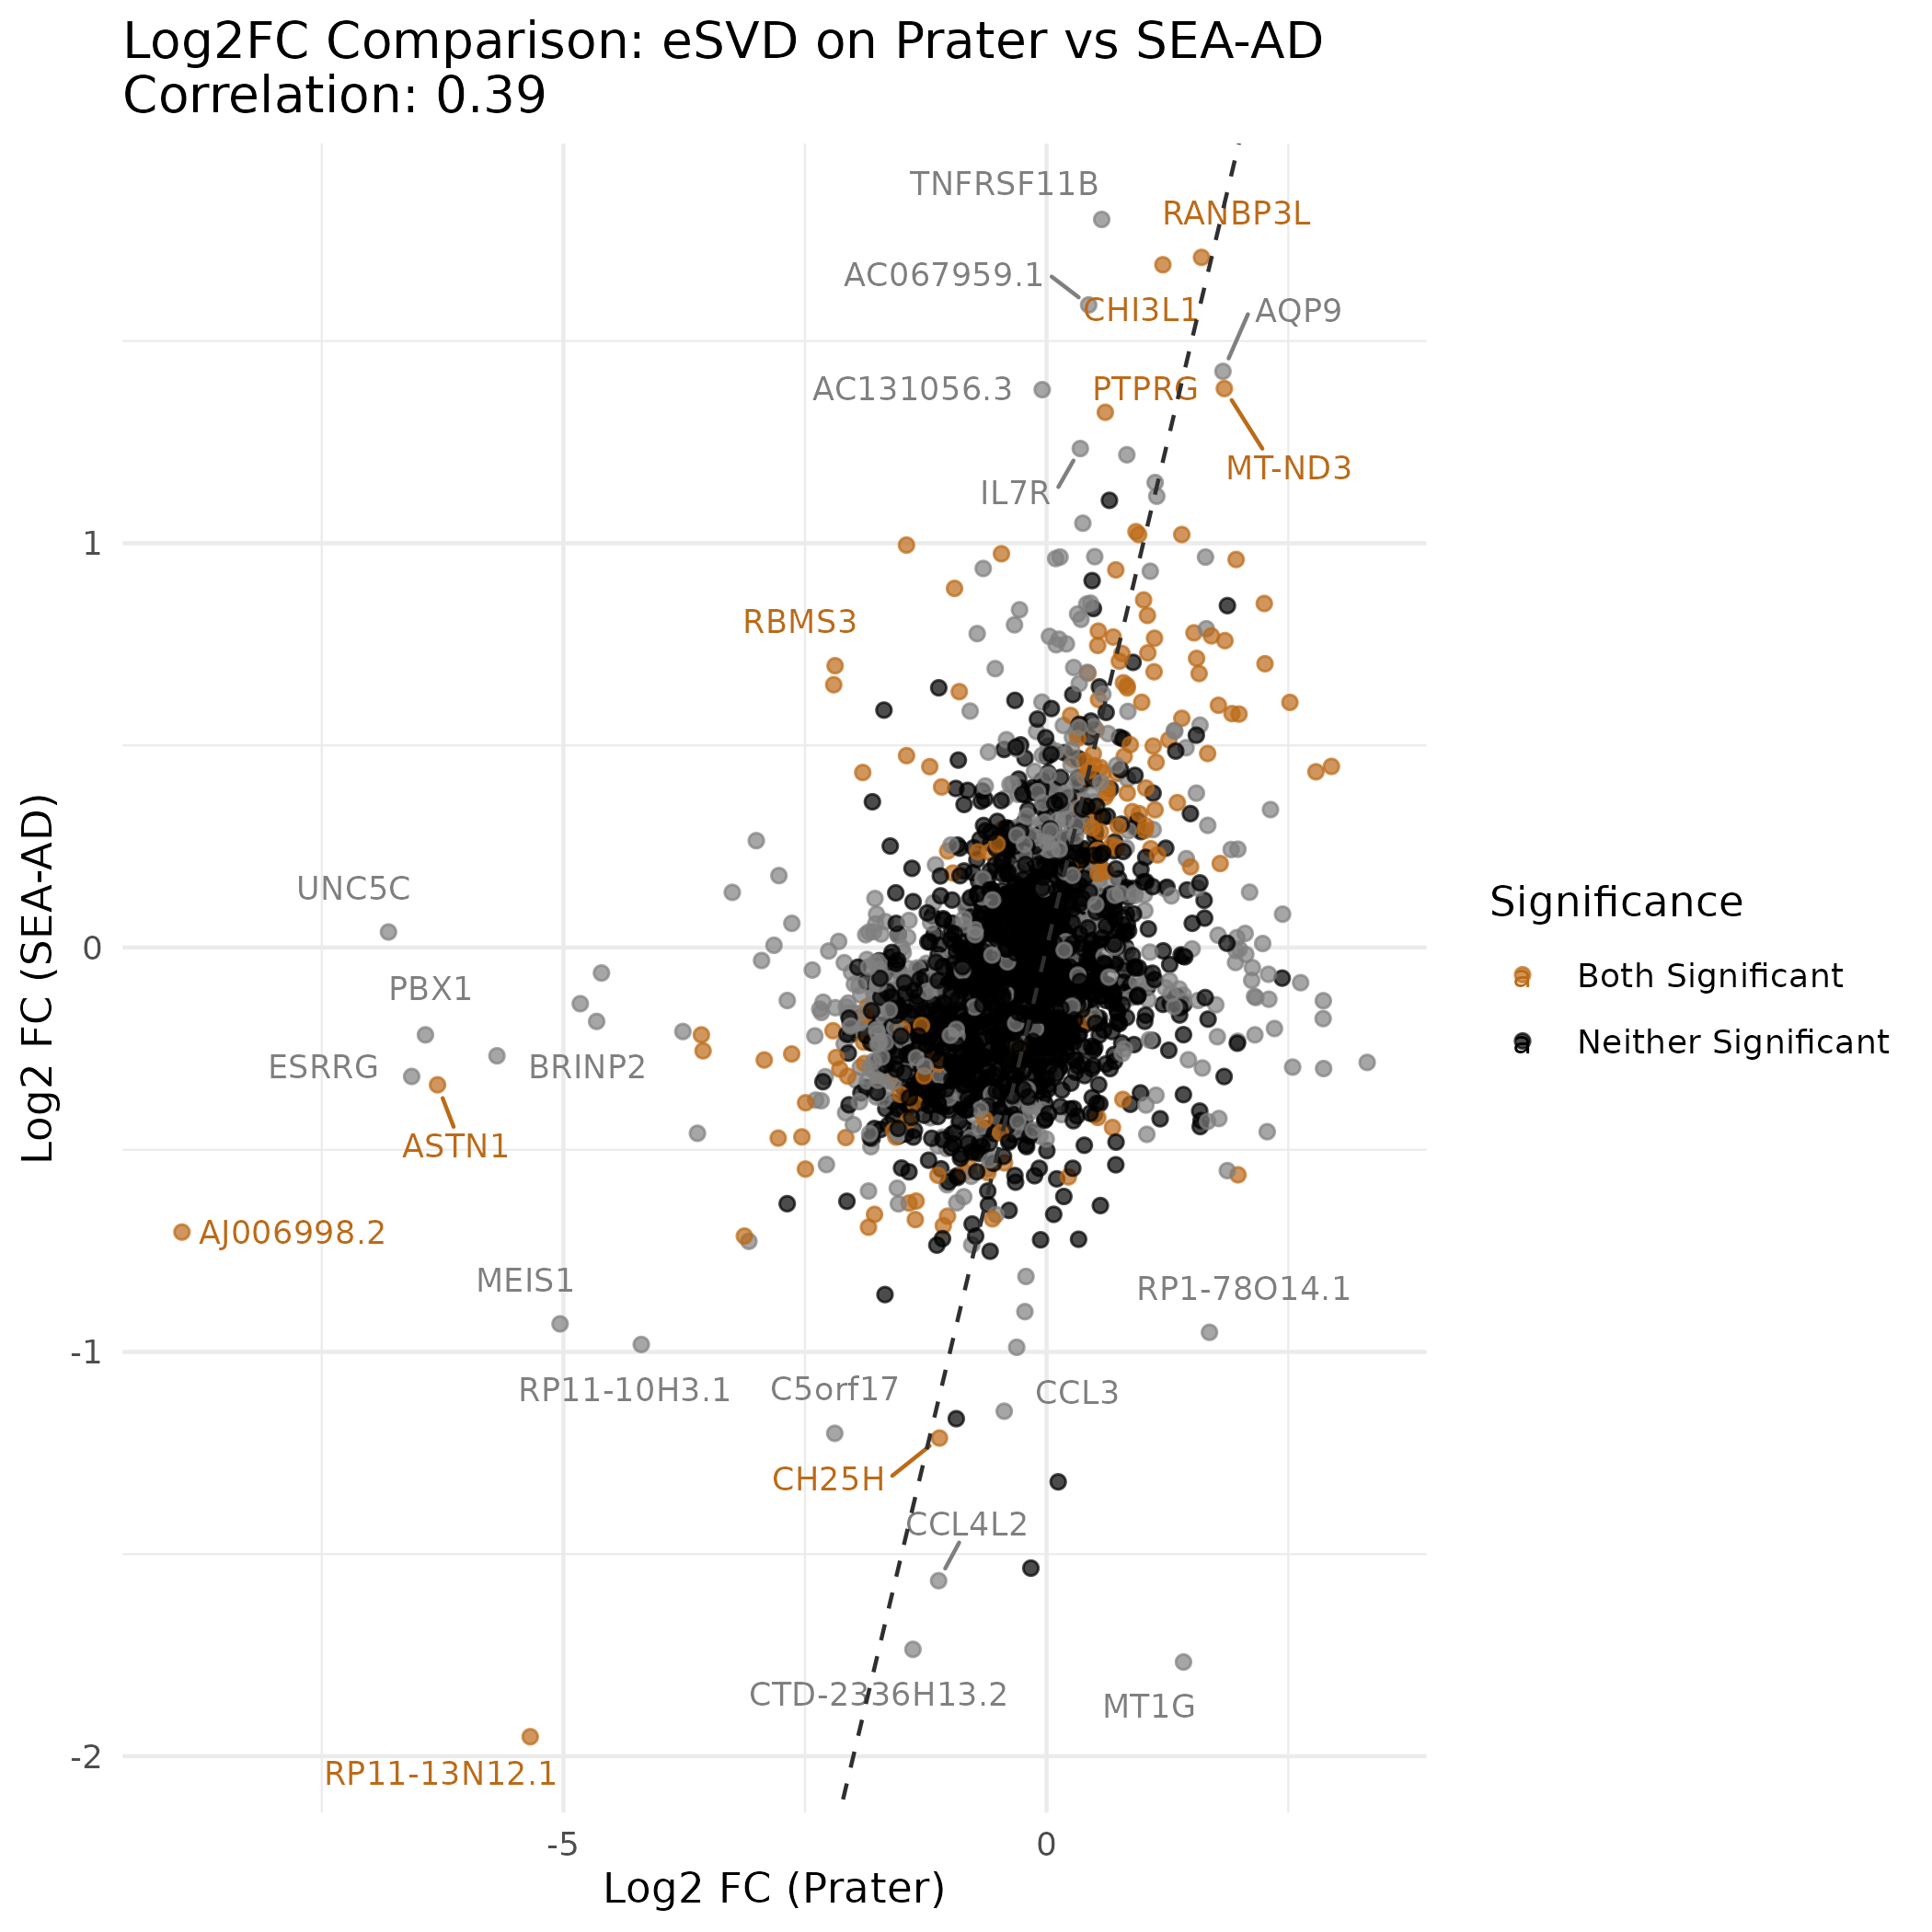 Log2FC Comparison: eSVD on Prater vs SEA-AD
Correlation: 0.39
TNFRSF11B
RANBP3L
AC067959.1
CHI3L1
AQP9
AC131056.3
PTPRG
MT-ND3
IL7R
1
RBMS3
UNC5C
Significance
0
PBX1
a Both Significant
ESRRG
BRINP2
a Neither Significant
ASTN1
AJ006998.2
MEIS1
RP1-78O14.1
-1
RP11-10H3.1
C5orf17
CCL3
CH25H
CCL4L2
CTD-2336H13.2
MT1G
-2
RP11-13N12.1
-5
0
Log2 FC (Prater)
Log2 FC (SEA-AD)